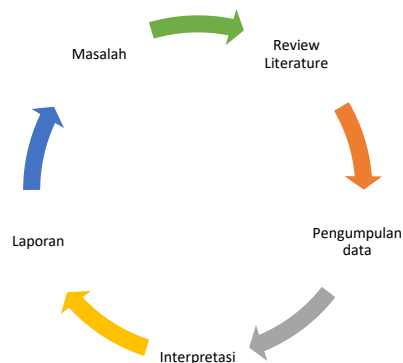 Masalah
Review
Literature
Pengumpulan
data
Interpretasi
Laporan